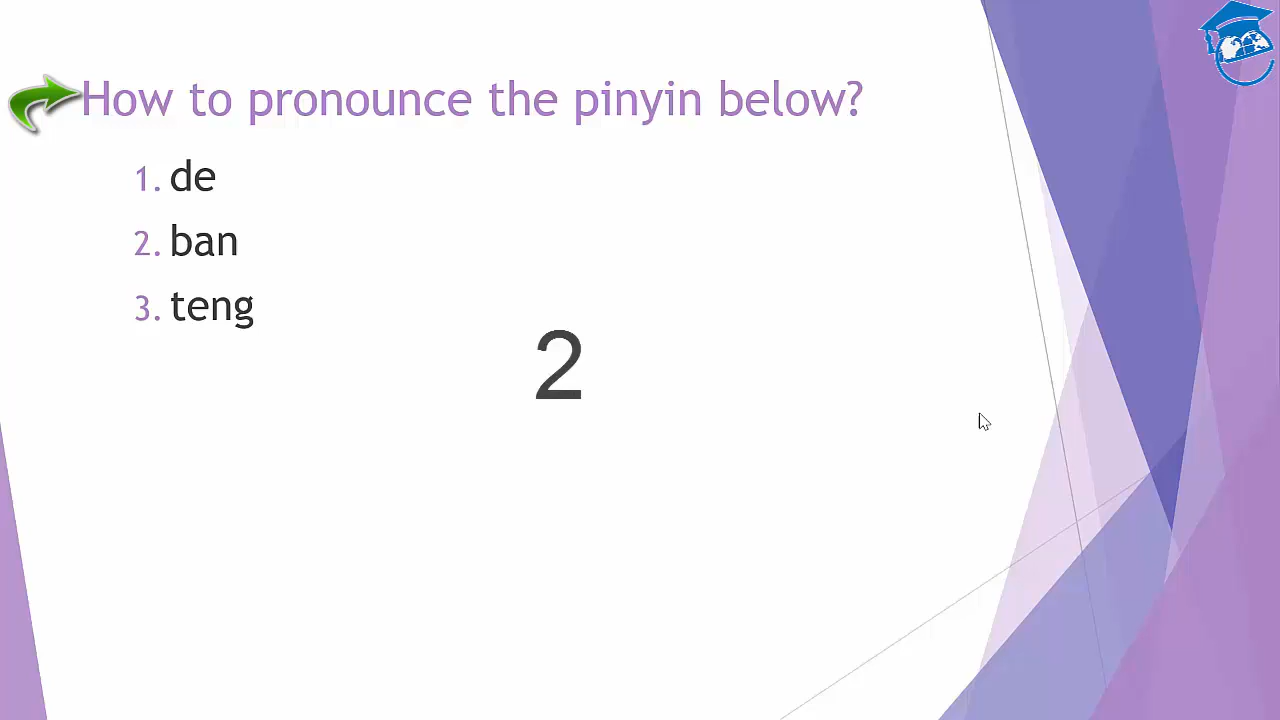 How to pronounce the pinyin below?
1. de
2. ban
3. teng
2